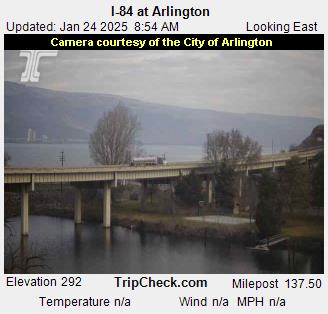 I-84 at Arlington
Updated: Jan 24 2025 8:54 AM Looking East
Camera courtesy of the City of Arlington
Elevation 292 TripCheck.com Milepost 137.50
Temperature n/a Wind n/a MPH n/a